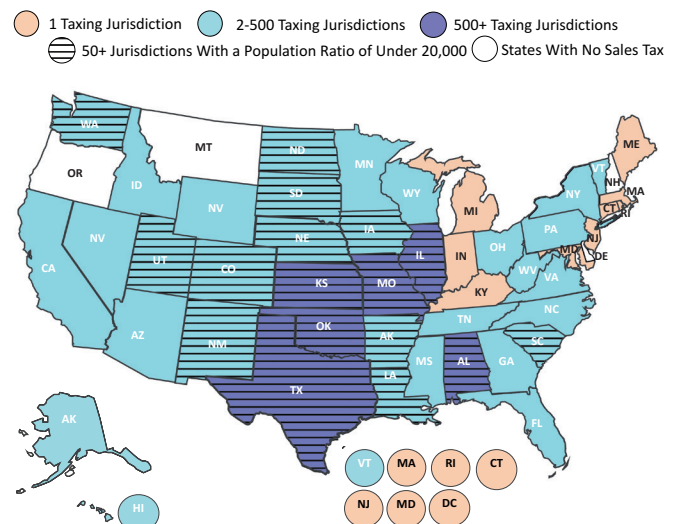 1 Taxing Jurisdiction 2-500 Taxing Jurisdictions 500+ Taxing Jurisdictions
50+ Jurisdictions With a Population Ratio of Under 20,000 States With No Sales Tax
WA
MT
ND
MN
ME
OR
ID
SD
WY
MI
VT
NH
NY
MA
CT
RI
NV
NV
NE
IA
IL
IN
OH
PA
NJ
MD
DE
CA
UT
CO
KS
MO
KY
WV
VA
AZ
NM
OK
AK
TN
NC
SC
TX
LA
MS
AL
GA
FL
AK
HI
VT MA RI CT
NJ MD DC